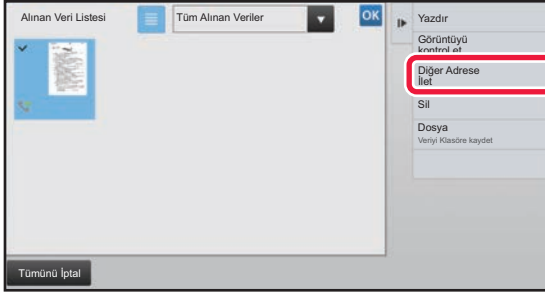 Alınan Veri Listesi
Tüm Alınan Veriler
OK
Yazdır
Görüntüyü
kontrol et
Diğer Adrese
İlet
Sil
Dosya
Veriyi Klasöre kaydet
Tümünü İptal